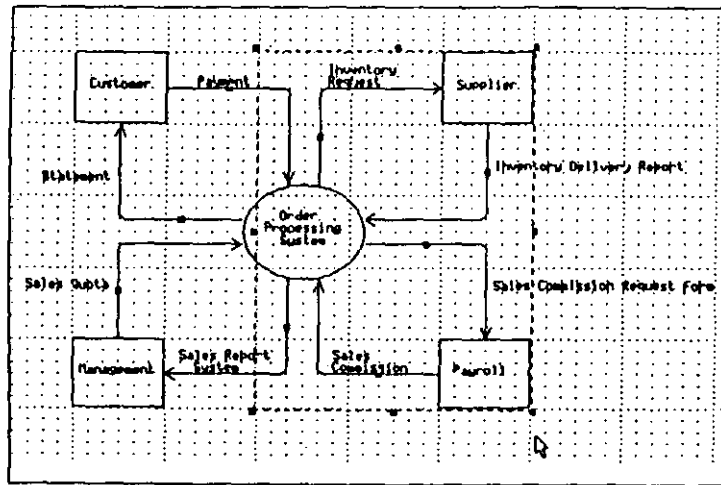 Customer
Payment
Inventory
Request
Supplier
Statement
Inventory Delivery Report
Order
Processing
System
Sales Quota
Sales Commission Request Form
Management
Sales Report
System
Sales
Commission
Payroll